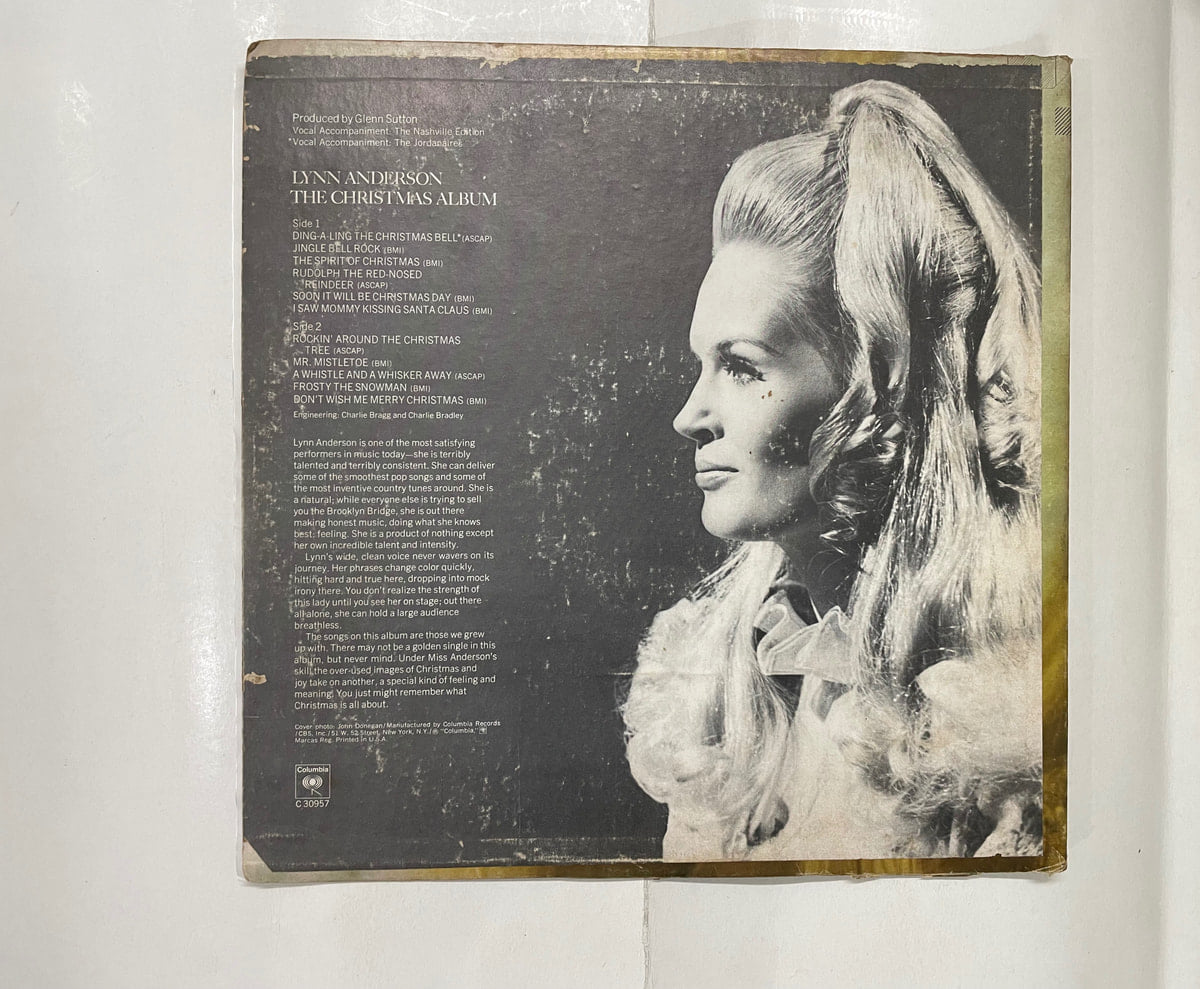 Produced by Glenn Sutton
Vocal Accompaniment: The Nashville Edition
*Vocal Accompaniment: The Jordanaires
LYNN ANDERSON
THE CHRISTMAS ALBUM
Side 1
DING-A-LING THE CHRISTMAS BELL* (ASCAP)
JINGLE BELL ROCK (BMI)
THE SPIRIT OF CHRISTMAS (BMI)
RUDOLPH THE RED-NOSED
REINDEER (ASCAP)
SOON IT WILL BE CHRISTMAS DAY (BMI)
I SAW MOMMY KISSING SANTA CLAUS (BMI)
Side 2
ROCKIN' AROUND THE CHRISTMAS
TREE (ASCAP)
MR. MISTLETOE (BMI)
A WHISTLE AND A WHISKER AWAY (ASCAP)
FROSTY THE SNOWMAN (BMI)
DON'T WISH ME MERRY CHRISTMAS (BMI)
Engineering: Charlie Bragg and Charlie Bradley
Lynn Anderson is one of the most satisfying
performers in music today—she is terribly
talented and terribly consistent. She can deliver
some of the smoothest pop songs and some of
the most inventive country tunes around. She is
a natural; while everyone else is trying to sell
you the Brooklyn Bridge, she is out there
making honest music, doing what she knows
best: feeling. She is a product of nothing except
her own incredible talent and intensity.
Lynn's wide, clean voice never wavers on its
journey. Her phrases change color quickly,
hitting hard and true here, dropping into mock
irony there. You don't realize the strength of
this lady until you see her on stage; out there
all alone, she can hold a large audience
breathless.
The songs on this album are those we grew
up with. There may not be a golden single in this
album, but never mind. Under Miss Anderson's
skill, the over-used images of Christmas and
joy take on another, a special kind of feeling and
meaning. You just might remember what
Christmas is all about.
Cover photo: John Donegan/Manufactured by Columbia Records
/CBS, Inc./51 W. 52 Street, New York, N.Y./® "Columbia,"
Marcas Reg. Printed in U.S.A.
Columbia
C 30957